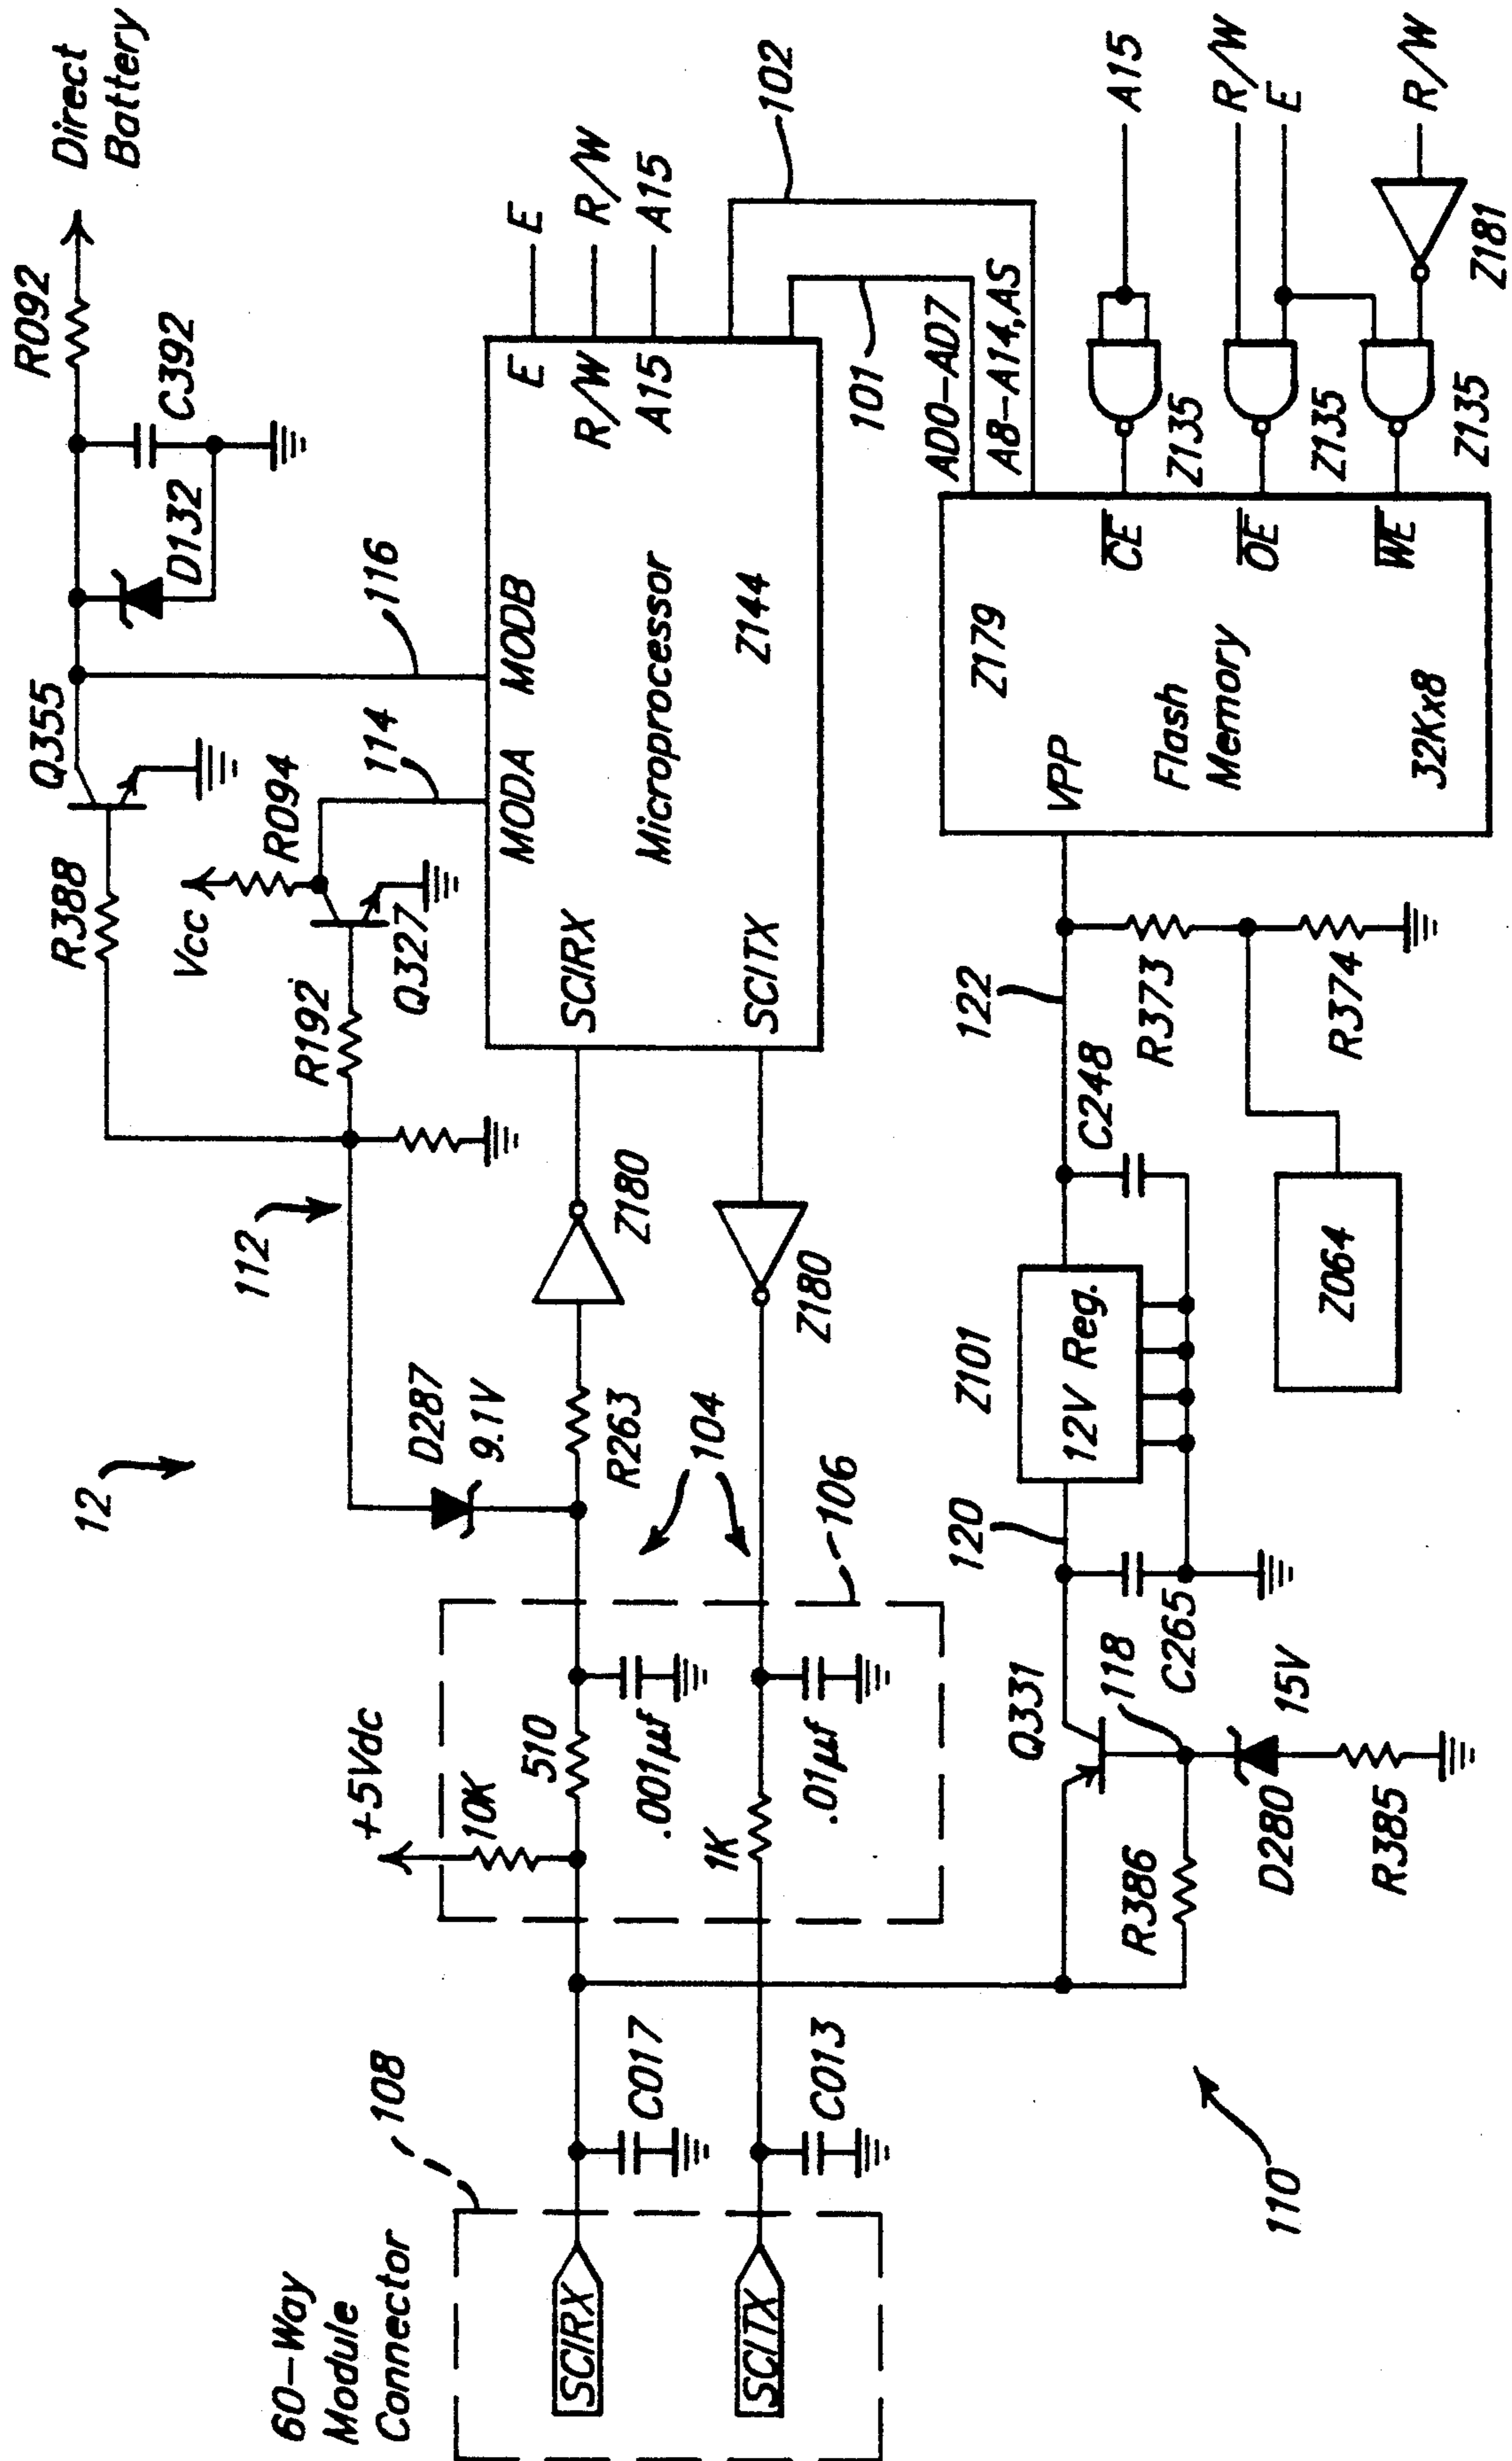 12
Direct
Battery
R092
C392
D132
Q355
R388
116
114
R094
Vcc
R192
Q327
112
MODA
MODB
E
R/W
A15
E
R/W
A15
Microprocessor
Z144
SCIRX
SCITX
102
101
AD0-AD7
A8-A14,AS
Z180
Z180
D287
9.1V
R263
104
106
+5Vdc
10K
510
.001µf
1K
.01µf
108
60-Way
Module
Connector
SCIRX
SCITX
C017
C013
110
Q331
118
R386
D280
15V
R385
C265
120
Z101
12V Reg.
C248
122
R373
R374
Z064
VPP
Z179
Flash
Memory
32Kx8
CE
OE
WE
Z135
Z135
Z135
A15
R/W
E
R/W
Z181